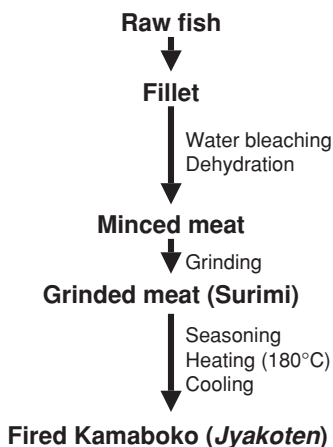 Raw fish
Fillet
Water bleaching
Dehydration
Minced meat
Grinding
Grinded meat (Surimi)
Seasoning
Heating (180°C)
Cooling
Fired Kamaboko (Jyakoten)